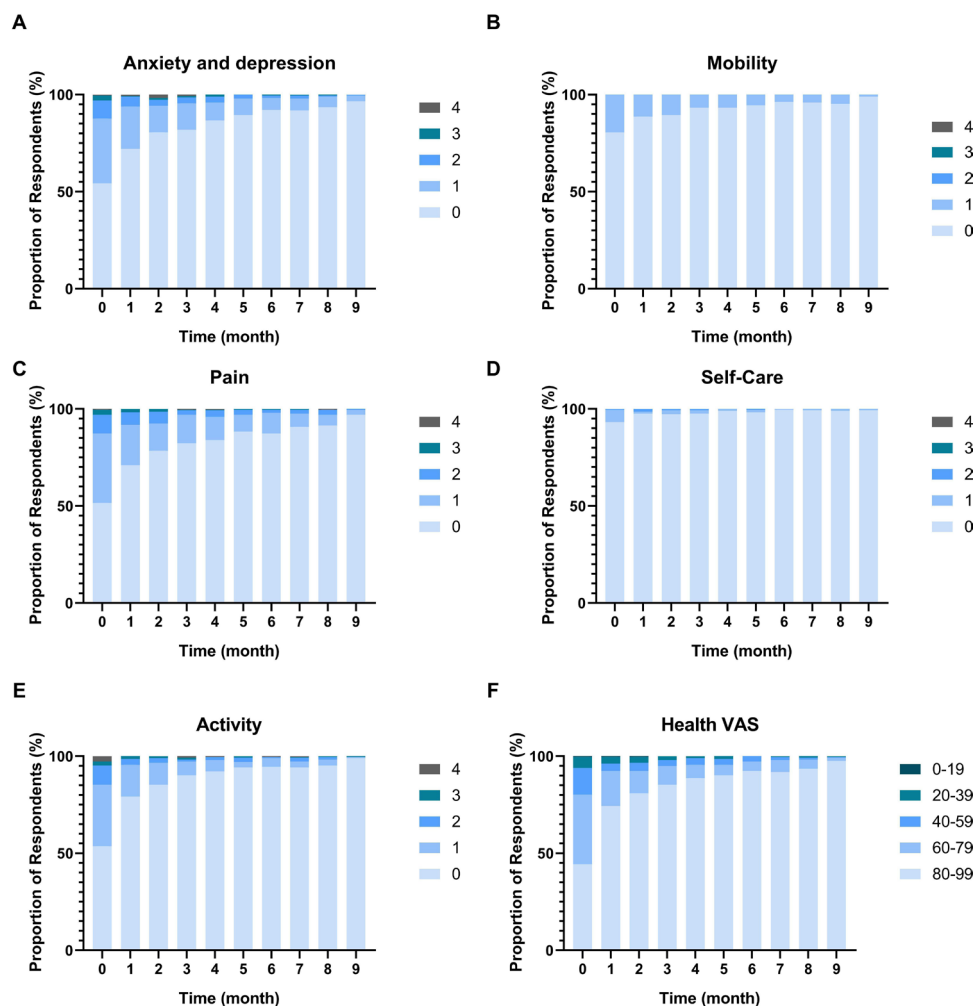 A
Anxiety and depression
Proportion of Respondents (%)
100
50
0
0 1 2 3 4 5 6 7 8 9
Time (month)
4
3
2
1
0
B
Mobility
Proportion of Respondents (%)
100
50
0
0 1 2 3 4 5 6 7 8 9
Time (month)
4
3
2
1
0
C
Pain
Proportion of Respondents (%)
100
50
0
0 1 2 3 4 5 6 7 8 9
Time (month)
4
3
2
1
0
D
Self-Care
Proportion of Respondents (%)
100
50
0
0 1 2 3 4 5 6 7 8 9
Time (month)
4
3
2
1
0
E
Activity
Proportion of Respondents (%)
100
50
0
0 1 2 3 4 5 6 7 8 9
Time (month)
4
3
2
1
0
F
Health VAS
Proportion of Respondents (%)
100
50
0
0 1 2 3 4 5 6 7 8 9
Time (month)
0-19
20-39
40-59
60-79
80-99